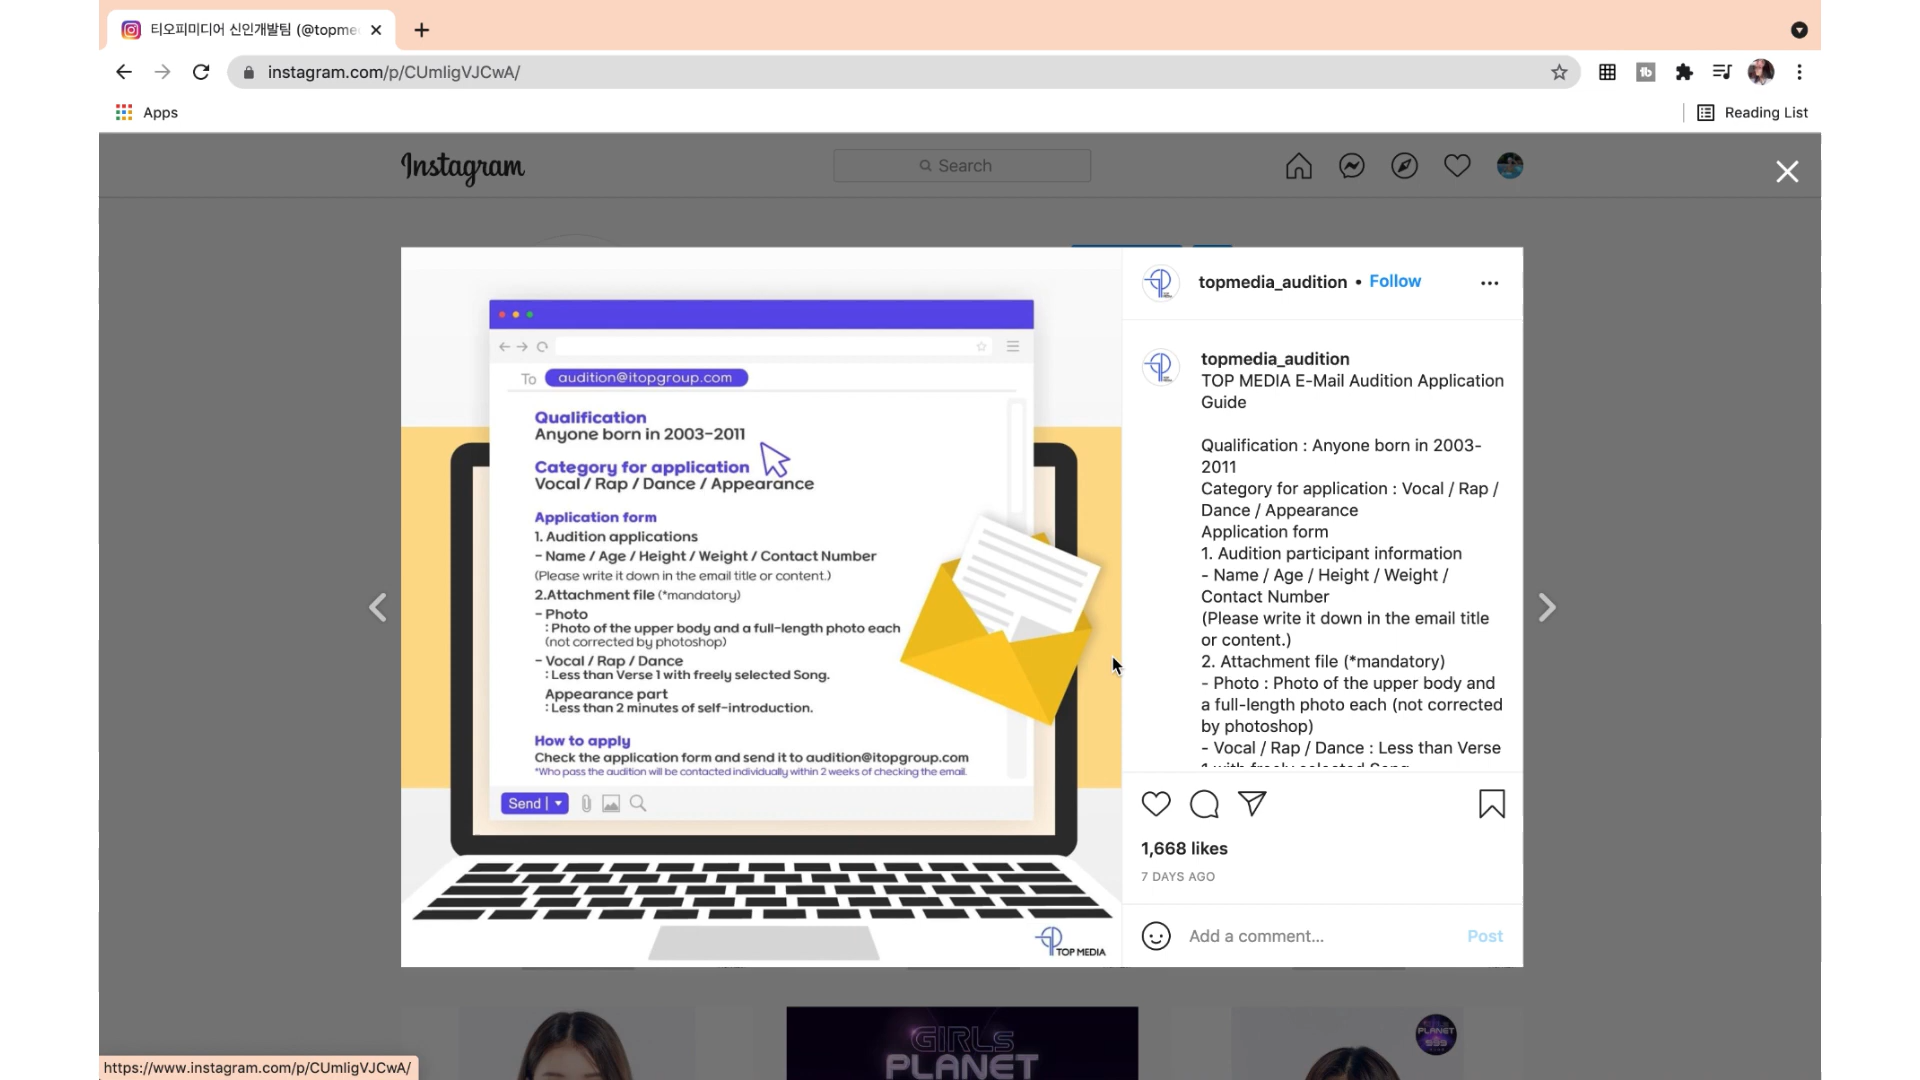 티오피미디어 신인개발팀 (@topme
instagram.com/p/CUmligVJCwA/
Apps
Reading List
Instagram
Search
To audition@itopgroup.com
Qualification
Anyone born in 2003-2011
Category for application
Vocal / Rap / Dance / Appearance
Application form
1. Audition applications
- Name / Age / Height / Weight / Contact Number
(Please write it down in the email title or content.)
2.Attachment file (*mandatory)
- Photo
: Photo of the upper body and a full-length photo each
(not corrected by photoshop)
- Vocal / Rap / Dance
: Less than Verse 1 with freely selected Song.
Appearance part
: Less than 2 minutes of self-introduction.
How to apply
Check the application form and send it to audition@itopgroup.com
*Who pass the audition will be contacted individually within 2 weeks of checking the email.
Send
TOP MEDIA
topmedia_audition • Follow
topmedia_audition
TOP MEDIA E-Mail Audition Application
Guide
Qualification : Anyone born in 2003-
2011
Category for application : Vocal / Rap /
Dance / Appearance
Application form
1. Audition participant information
- Name / Age / Height / Weight /
Contact Number
(Please write it down in the email title
or content.)
2. Attachment file (*mandatory)
- Photo : Photo of the upper body and
a full-length photo each (not corrected
by photoshop)
- Vocal / Rap / Dance : Less than Verse
1 with freely selected Song.
1,668 likes
7 DAYS AGO
Add a comment...
Post
GIRLS
PLANET
PLANET
999
https://www.instagram.com/p/CUmligVJCwA/